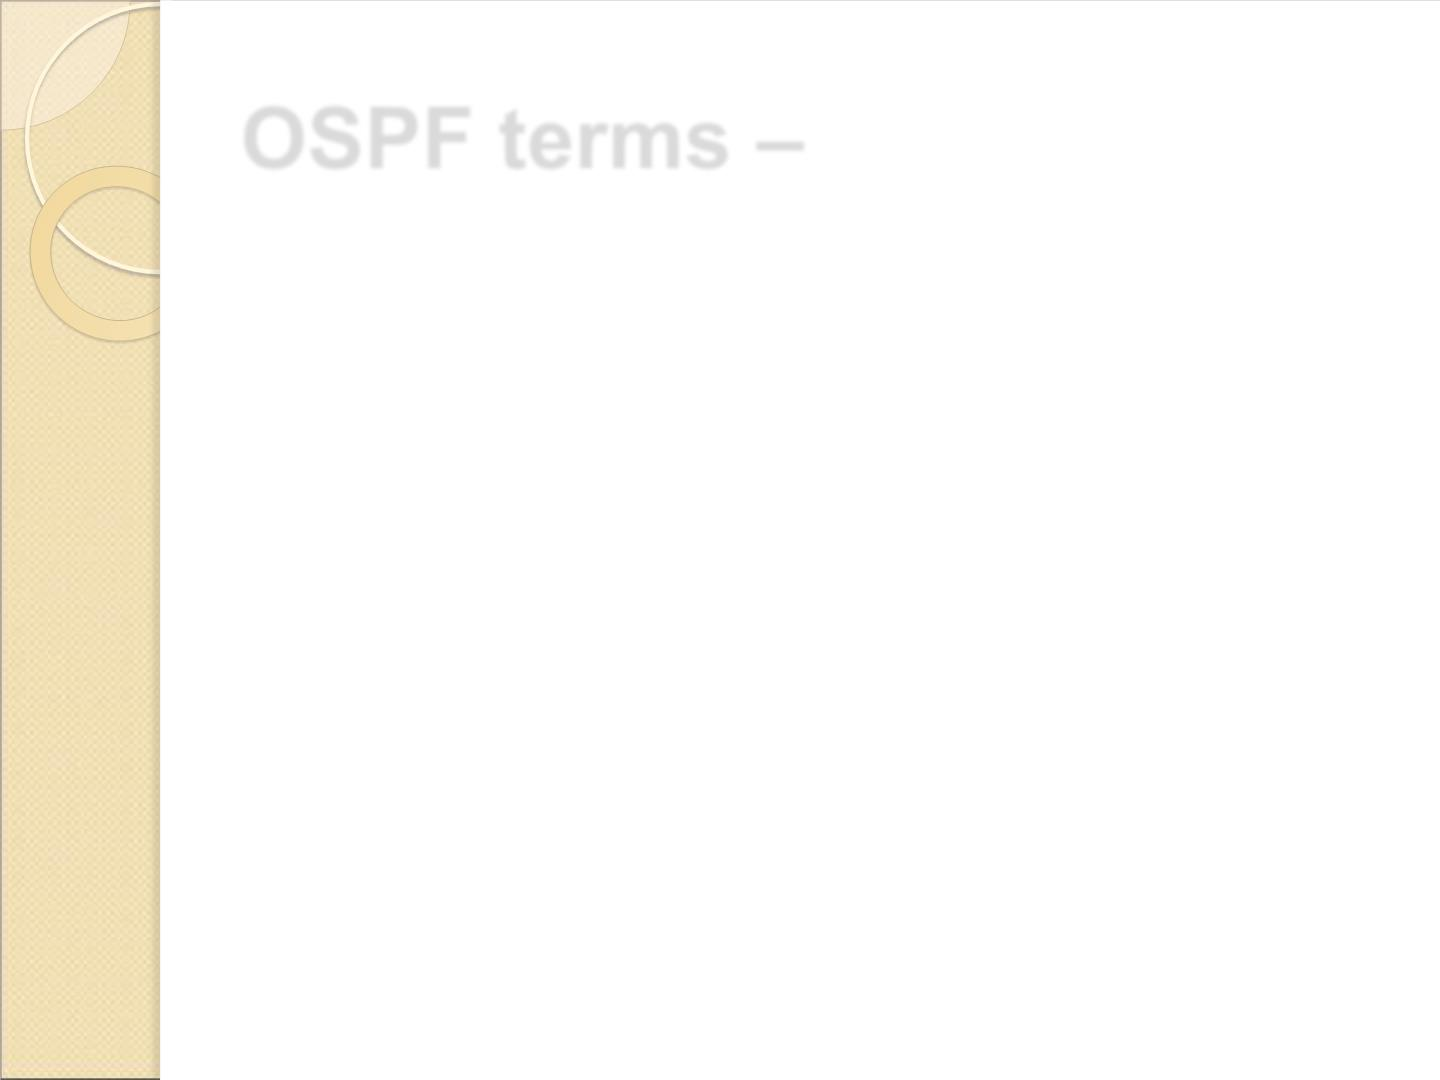 OSPF terms –